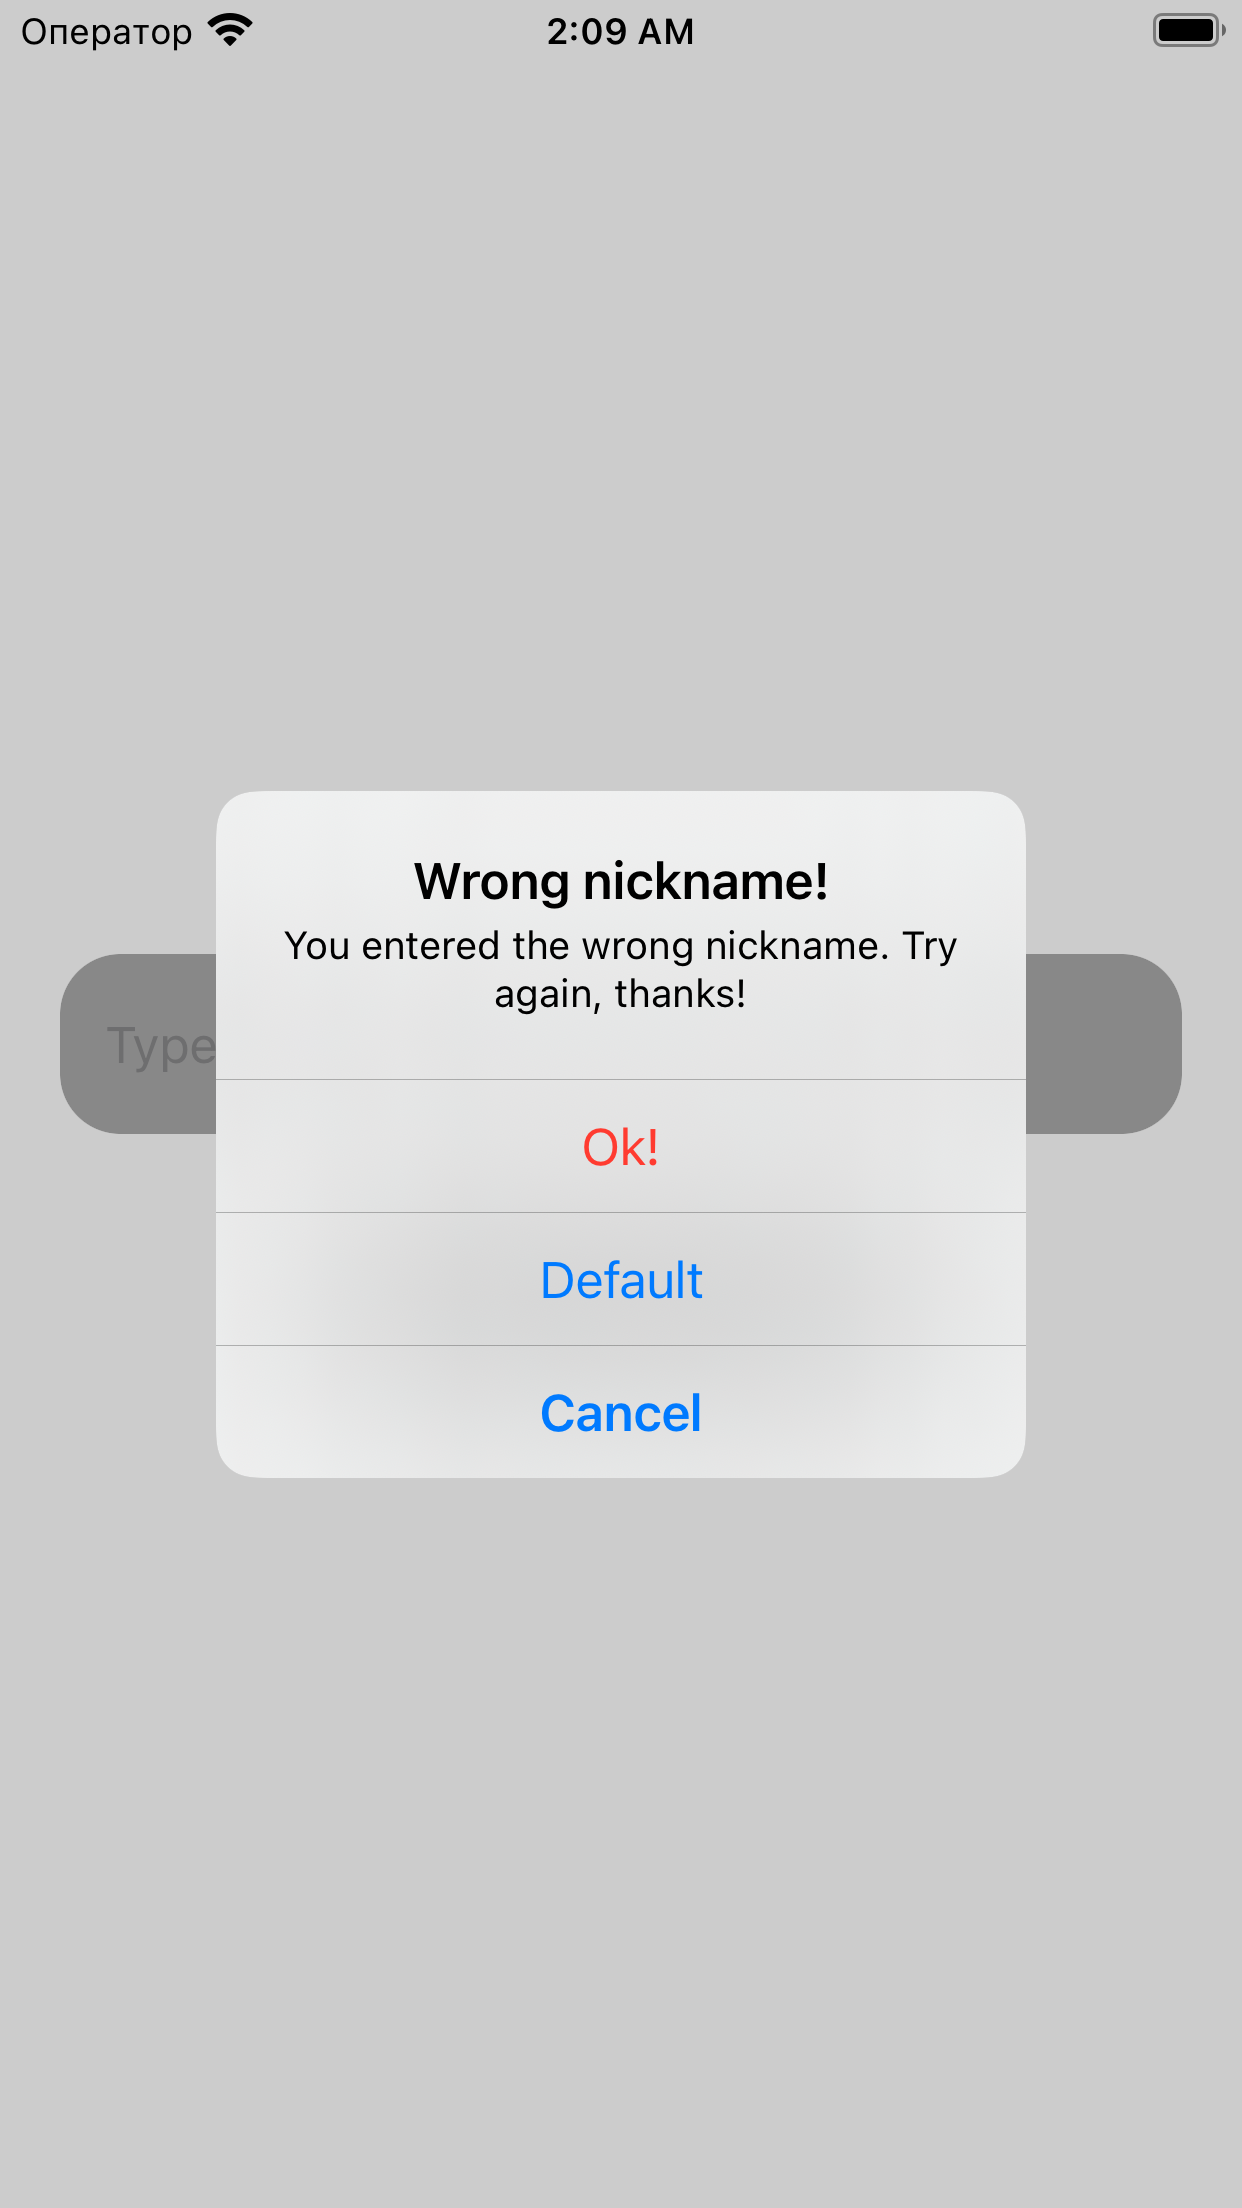 Оператор 2:09 AM
Wrong nickname!
You entered the wrong nickname. Try
again, thanks!
Type
Ok!
Default
Cancel